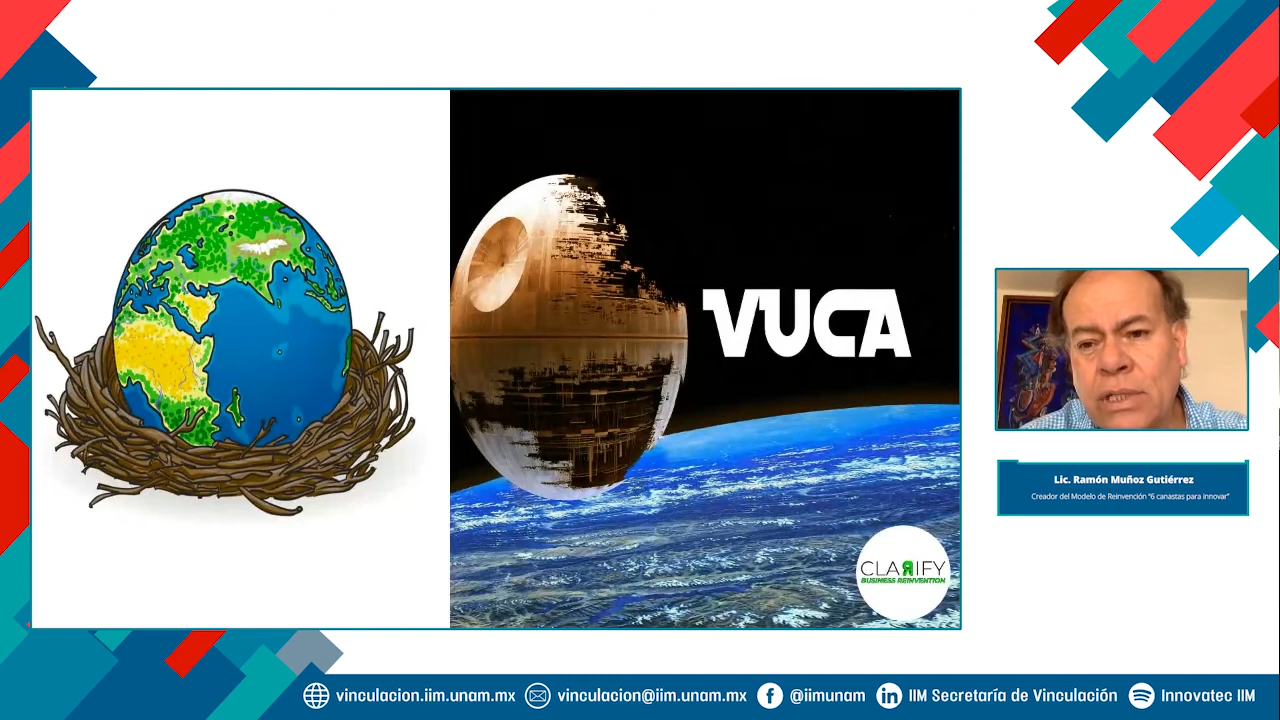 VUCA
CLARIFY
BUSINESS REINVENTION
Lic. Ramón Muñoz Gutiérrez
Creador del Modelo de Reinvención "6 canastas para innovar"
vinculacion.iim.unam.mx
vinculacion@iim.unam.mx
@iimunam
IIM Secretaría de Vinculación
Innovatec IIM